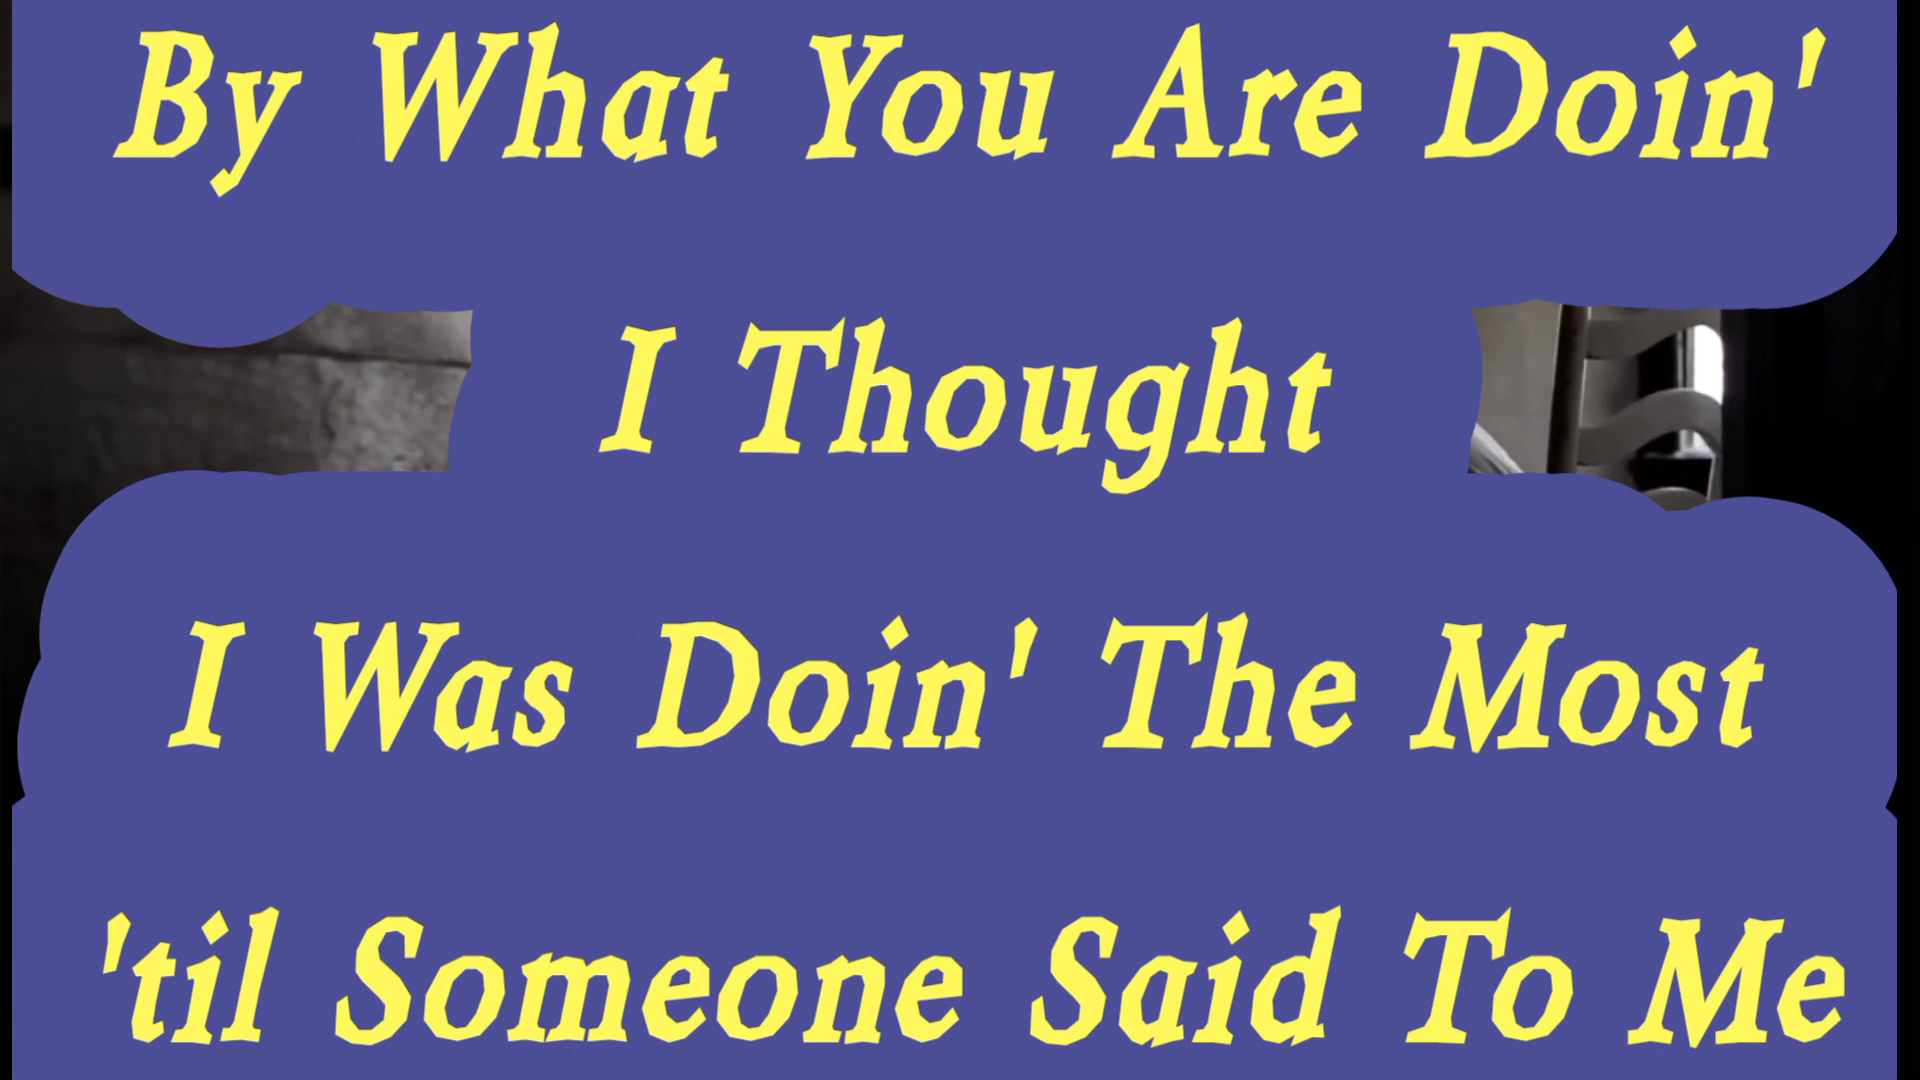 By What You Are Doin'
I Thought
I Was Doin' The Most
'til Someone Said To Me